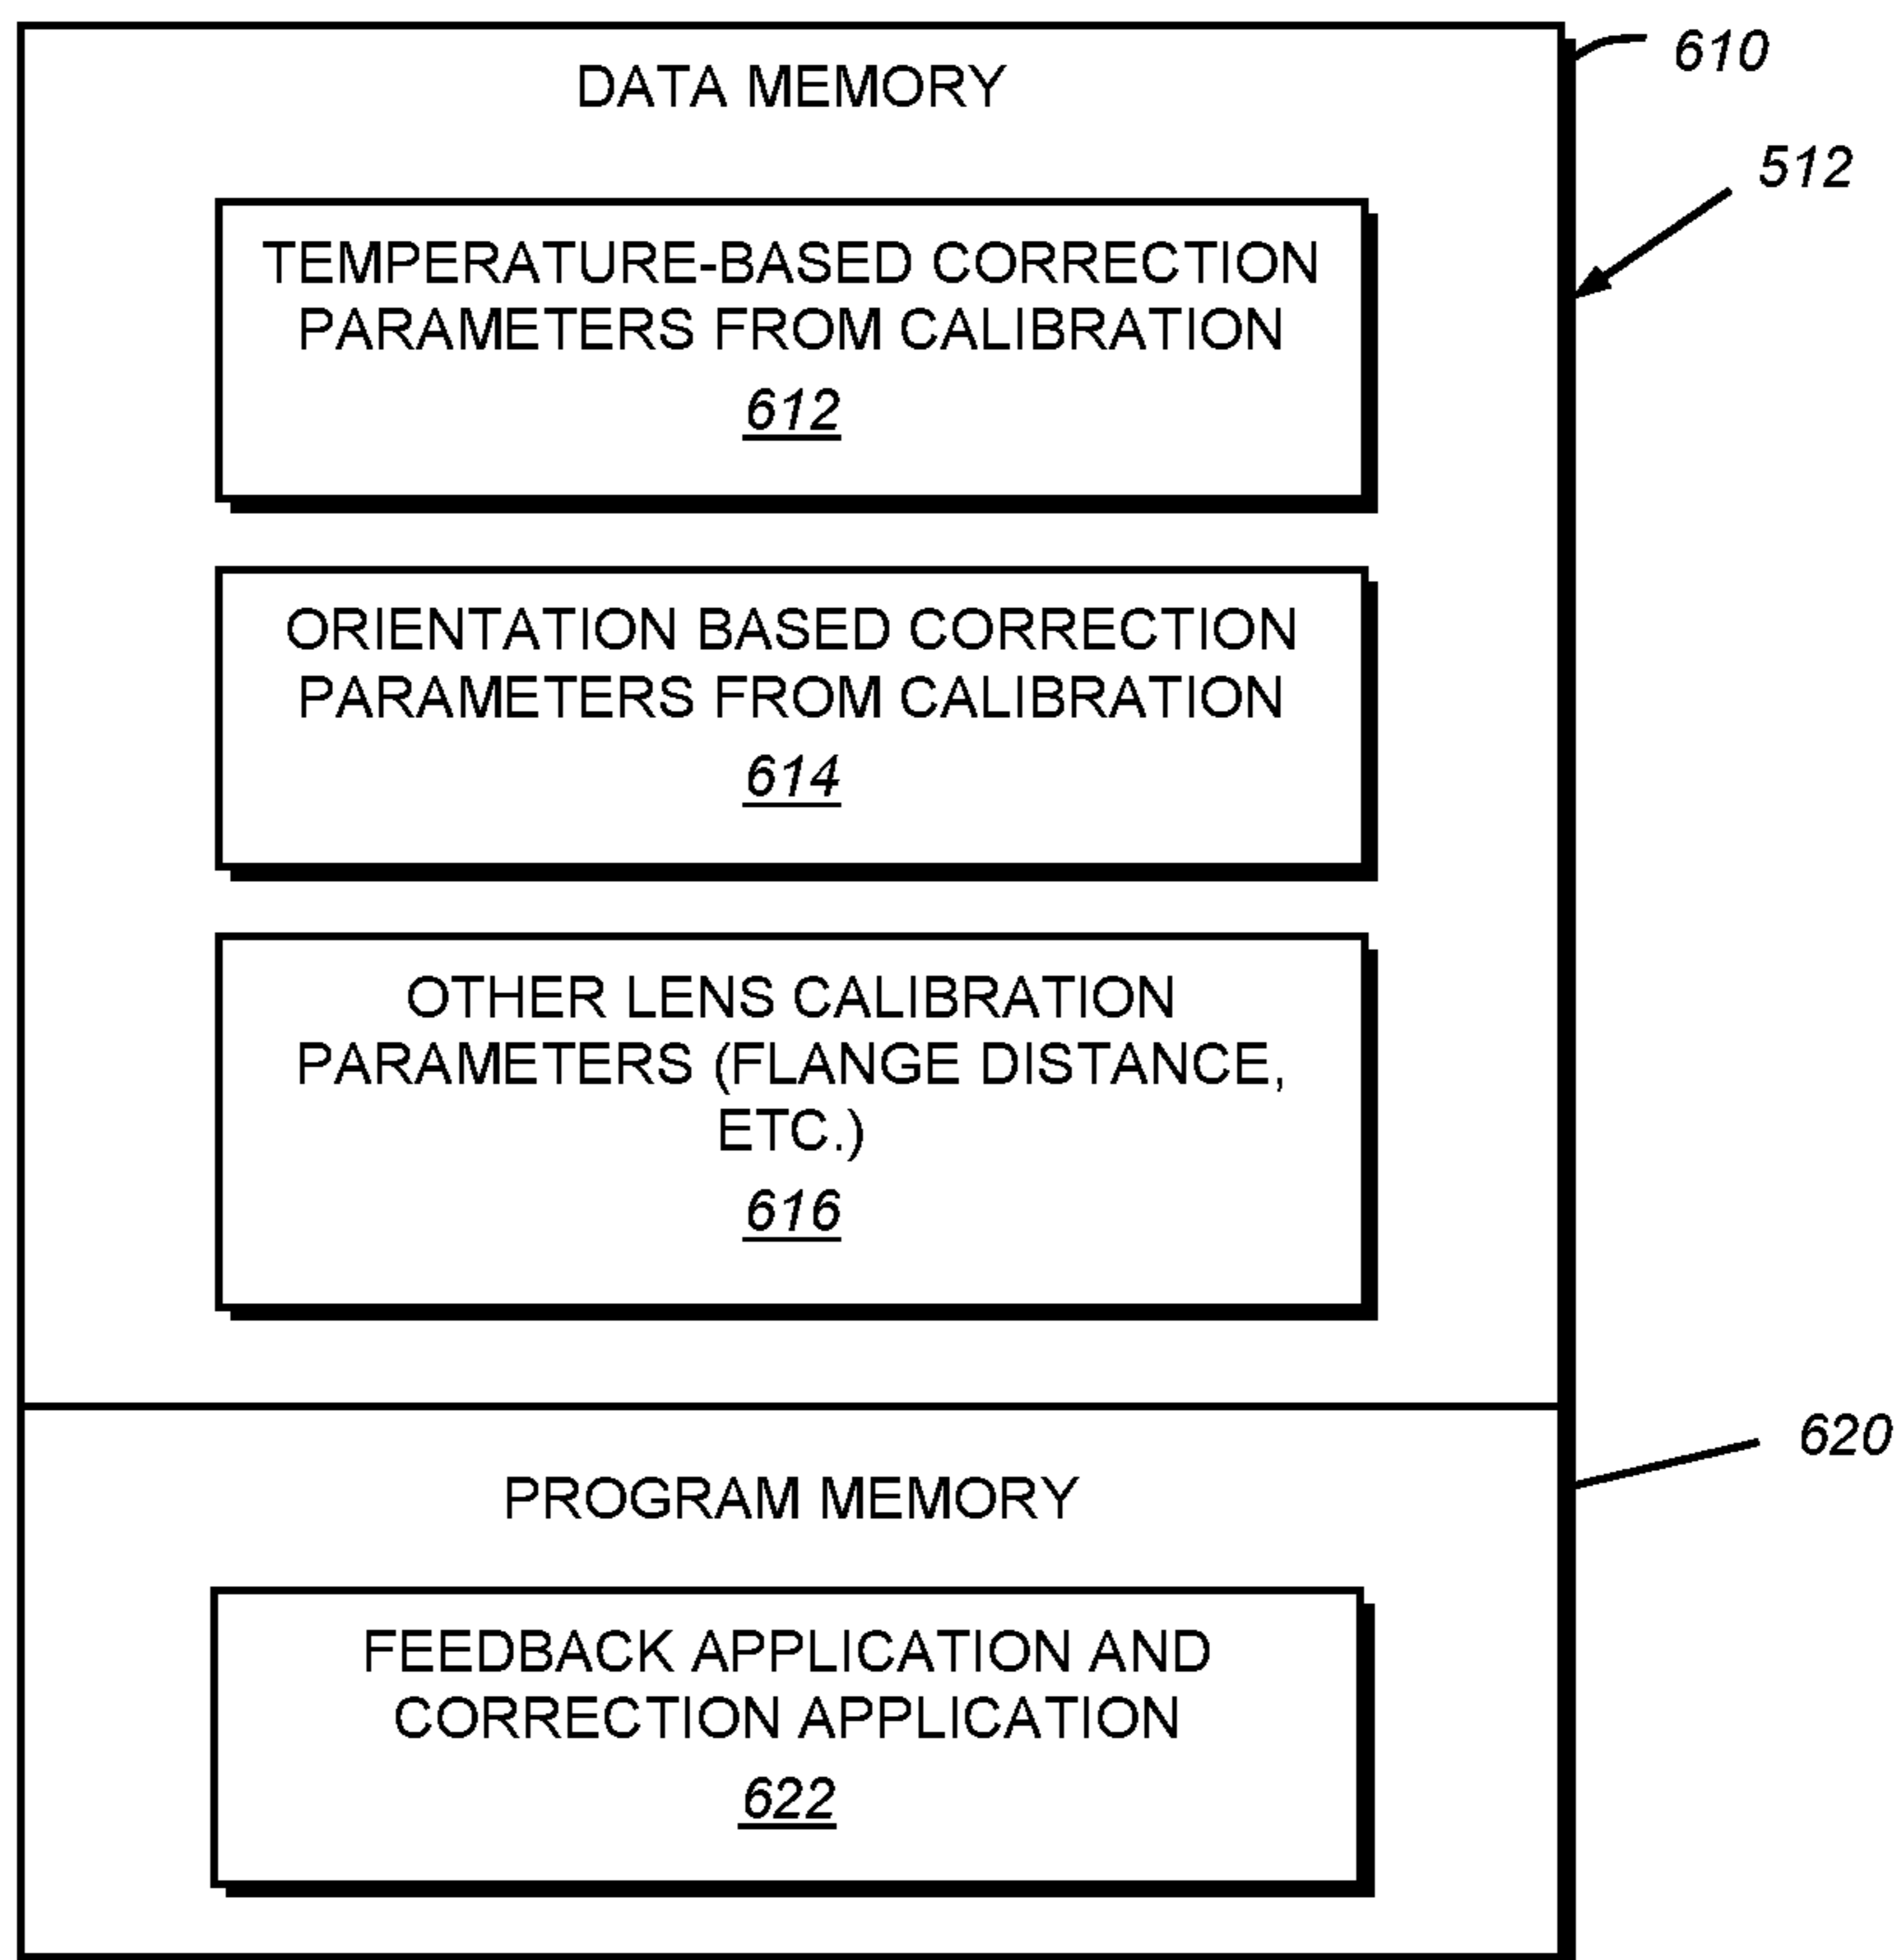 DATA MEMORY
610
512
TEMPERATURE-BASED CORRECTION
PARAMETERS FROM CALIBRATION
612
ORIENTATION BASED CORRECTION
PARAMETERS FROM CALIBRATION
614
OTHER LENS CALIBRATION
PARAMETERS (FLANGE DISTANCE,
ETC.)
616
620
PROGRAM MEMORY
FEEDBACK APPLICATION AND
CORRECTION APPLICATION
622